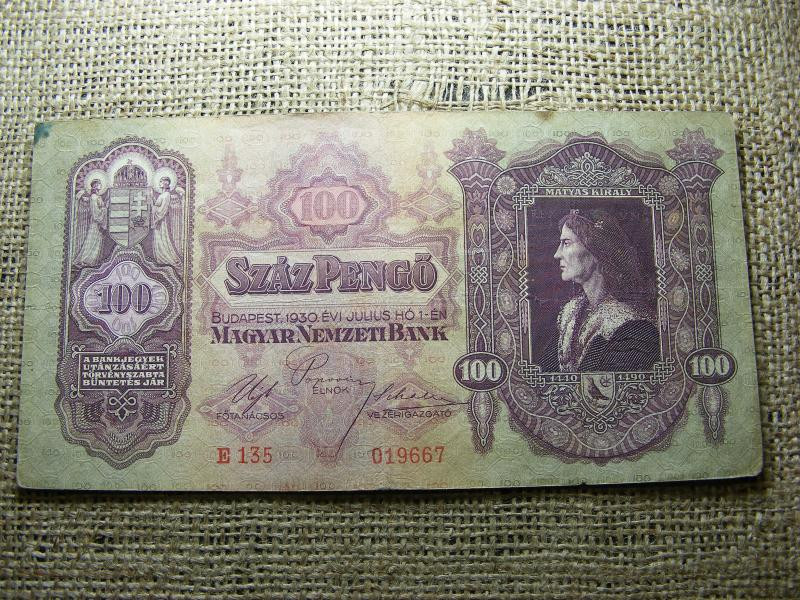 100
A BANKJEGYEK
UTÁNZÁSÁÉRT
TÖRVÉNYSZABTA
BÜNTETÉS JÁR
100
SZÁZ PENGŐ
BUDAPEST, 1930. ÉVI JÚLIUS HÓ 1-ÉN
MAGYAR NEMZETI BANK
ELNÖK
FŐTANÁCSOS
VEZÉRIGAZGATÓ
E 135
019667
MÁTYÁS KIRÁLY
100
100
1440
1490